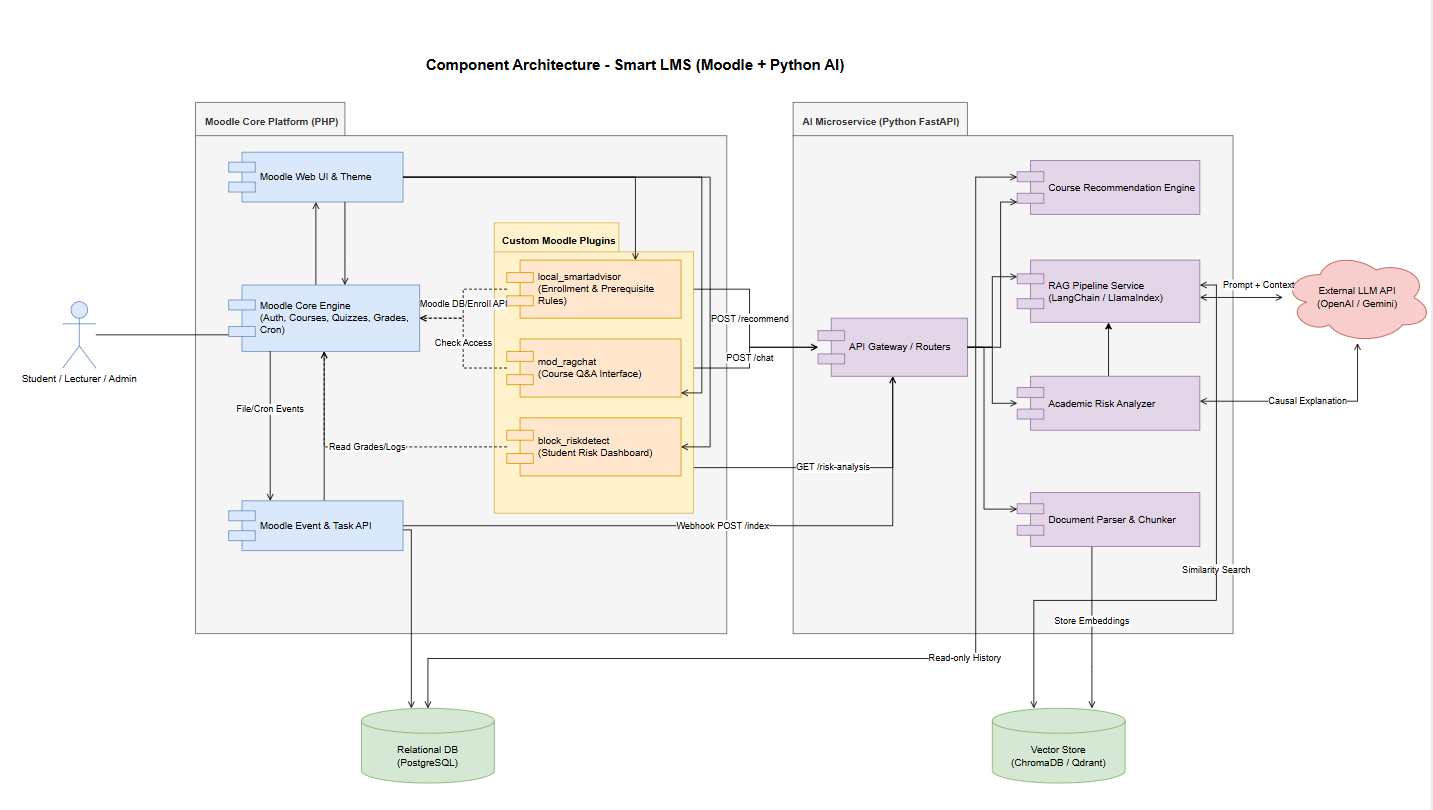 Component Architecture - Smart LMS (Moodle + Python AI)
Moodle Core Platform (PHP)
AI Microservice (Python FastAPI)
Moodle Web UI & Theme
Course Recommendation Engine
Custom Moodle Plugins
local_smartadvisor
(Enrollment & Prerequisite
Rules)
RAG Pipeline Service
(LangChain / LlamaIndex)
Prompt + Context
External LLM API
(OpenAI / Gemini)
Moodle Core Engine
(Auth, Courses, Quizzes, Grades,
Cron)
Moodle DB/Enroll API
POST /recommend
Check Access
API Gateway / Routers
POST /chat
mod_ragchat
(Course Q&A Interface)
Student / Lecturer / Admin
File/Cron Events
Academic Risk Analyzer
Causal Explanation
Read Grades/Logs
block_riskdetect
(Student Risk Dashboard)
GET /risk-analysis
Moodle Event & Task API
Webhook POST /index
Document Parser & Chunker
Similarity Search
Store Embeddings
Read-only History
Relational DB
(PostgreSQL)
Vector Store
(ChromaDB / Qdrant)